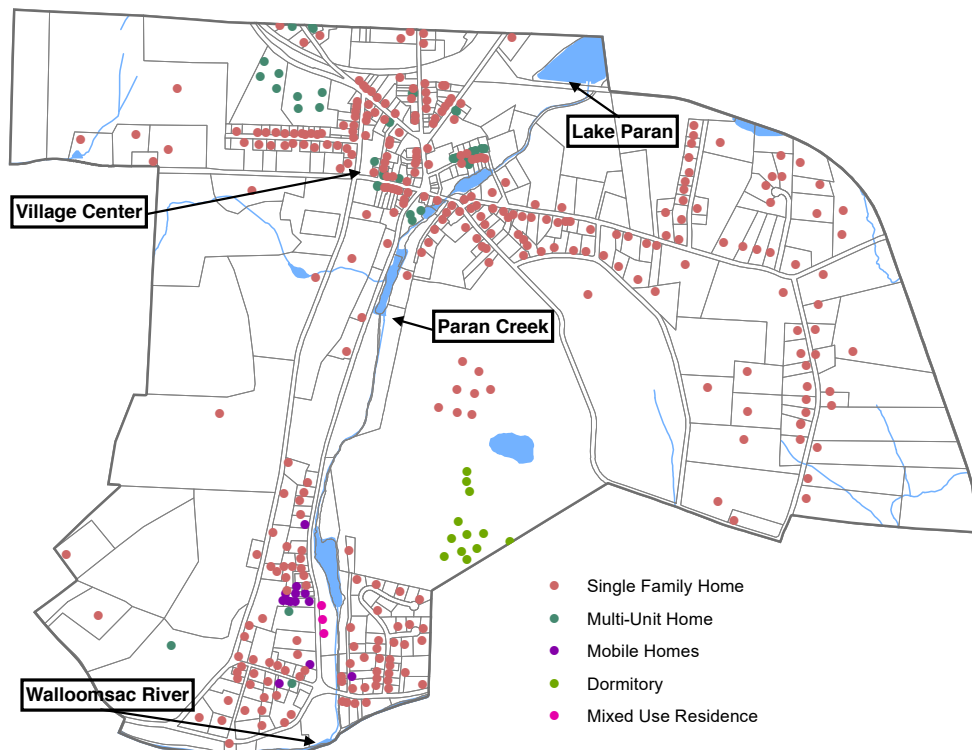 Lake Paran
Village Center
Paran Creek
Single Family Home
Multi-Unit Home
Mobile Homes
Walloomsac River
Dormitory
Mixed Use Residence